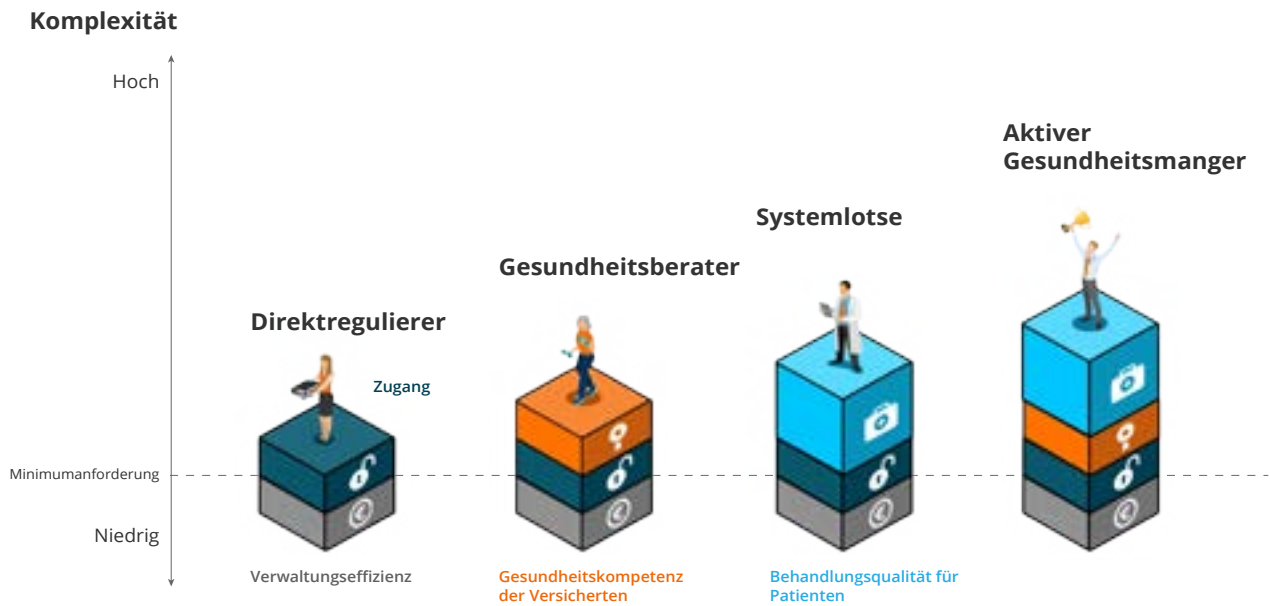 Komplexität
Hoch
Aktiver
Gesundheitsmanger
Systemlotse
Gesundheitsberater
Direktregulierer
Zugang
Minimumanforderung
Niedrig
Verwaltungseffizienz
Gesundheitskompetenz
der Versicherten
Behandlungsqualität für
Patienten